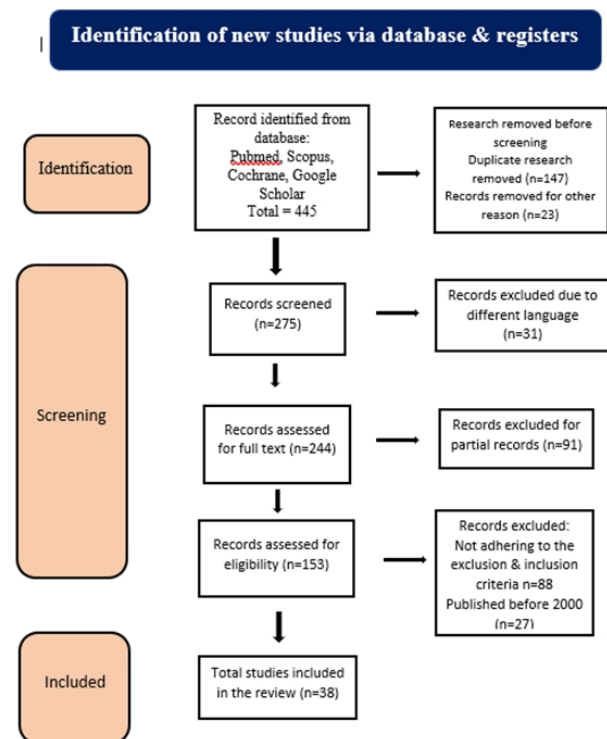 Identification of new studies via database & registers
Identification
Record identified from
database:
Pubmed, Scopus,
Cochrane, Google
Scholar
Total = 445
Research removed before
screening
Duplicate research
removed (n=147)
Records removed for other
reason (n=23)
Screening
Records screened
(n=275)
Records excluded due to
different language
(n=31)
Records assessed
for full text (n=244)
Records excluded for
partial records (n=91)
Records assessed for
eligibility (n=153)
Records excluded:
Not adhering to the
exclusion & inclusion
criteria n=88
Published before 2000
(n=27)
Included
Total studies included
in the review (n=38)